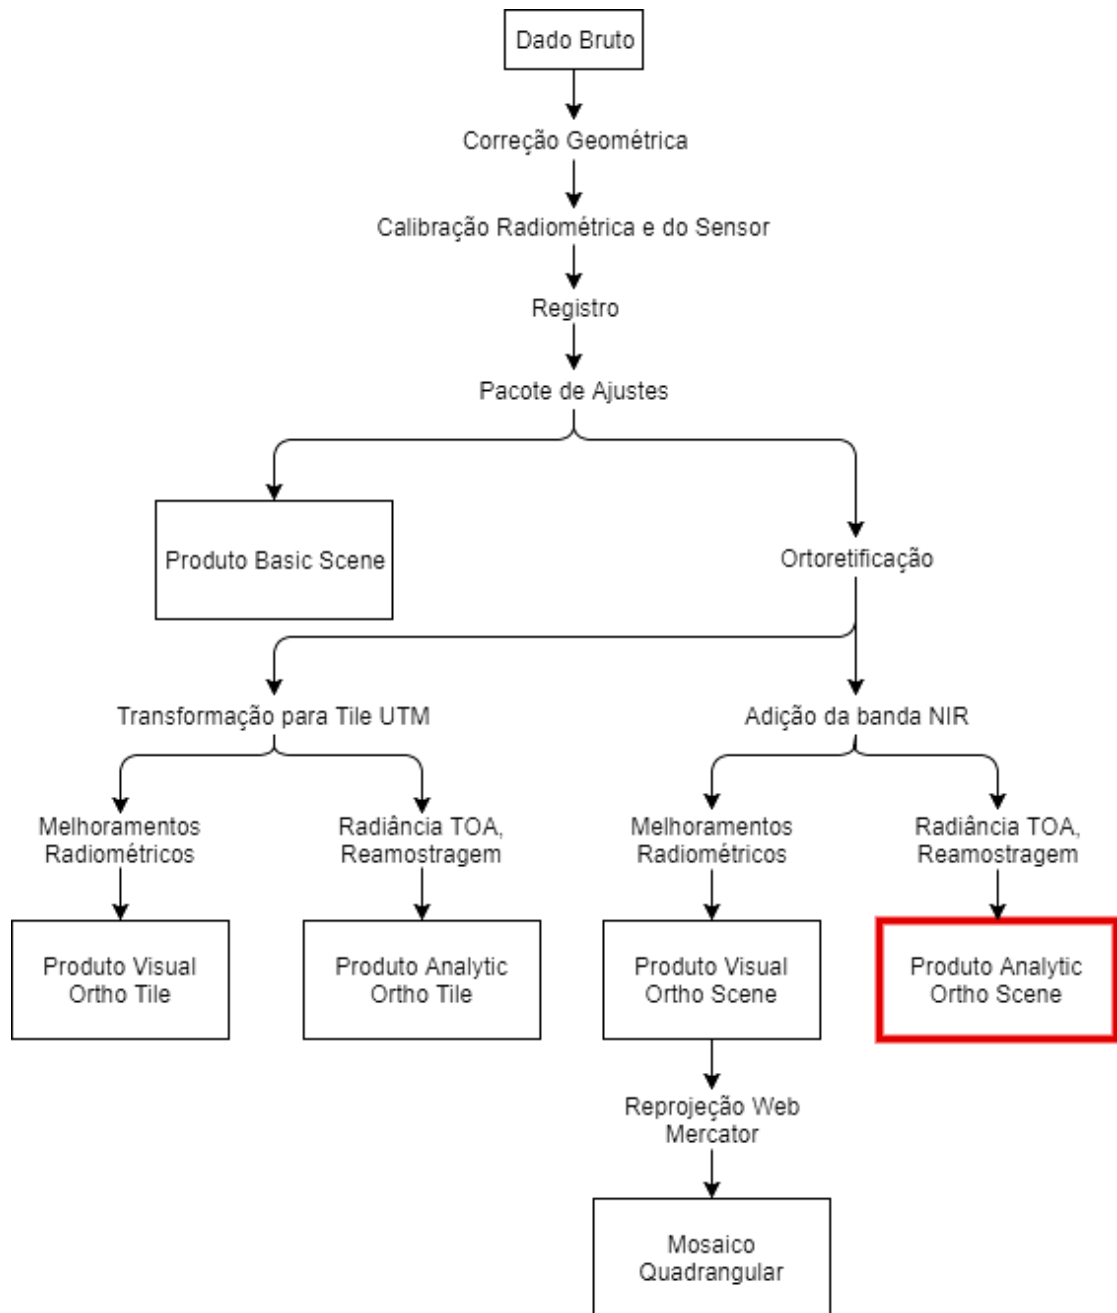 Dado Bruto
Correção Geométrica
Calibração Radiométrica e do Sensor
Registro
Pacote de Ajustes
Produto Basic Scene
Ortoretificação
Transformação para Tile UTM
Adição da banda NIR
Melhoramentos
Radiométricos
Radiância TOA,
Reamostragem
Melhoramentos
Radiométricos
Radiância TOA,
Reamostragem
Produto Visual
Ortho Tile
Produto Analytic
Ortho Tile
Produto Visual
Ortho Scene
Produto Analytic
Ortho Scene
Reprojeção Web
Mercator
Mosaico
Quadrangular